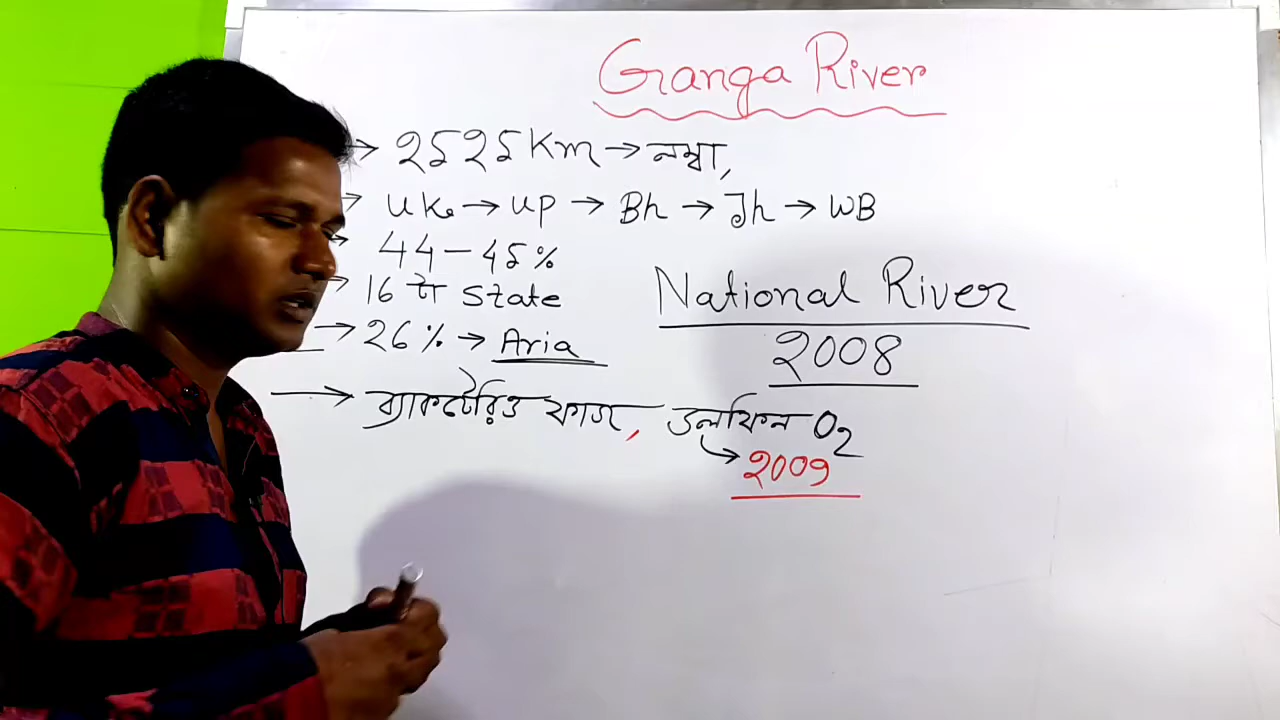 Ganga River
→ 2525 Km → লম্বা,
→ UK. → UP → Bh → Jh → WB
→ 44-45%
→ 16 টা State
→ 26% → Aria
National River
2008
→ ব্যাকটেরিও ফাজ, ডলফিন O2
↳ 2009